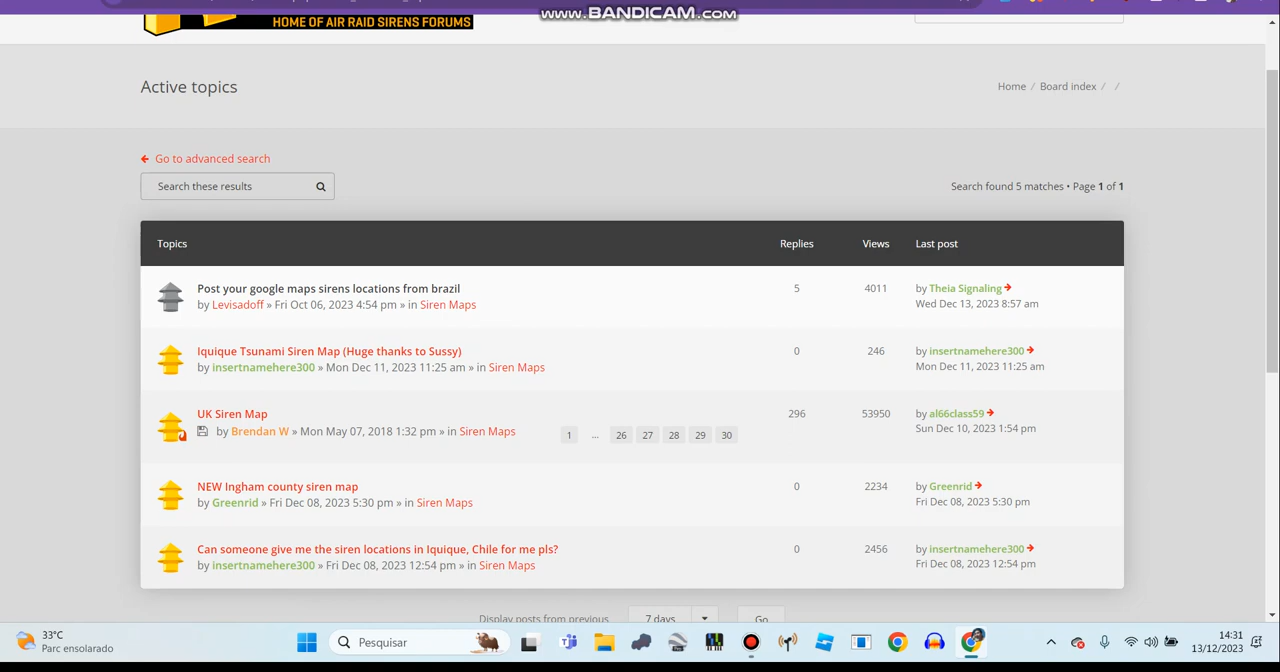 www.BANDICAM.com
HOME OF AIR RAID SIRENS FORUMS
Active topics
Home / Board index / /
Go to advanced search
Search these results
Search found 5 matches • Page 1 of 1
Topics Replies Views Last post
Post your google maps sirens locations from brazil 5 4011 by Theia Signaling
by Levisadoff » Fri Oct 06, 2023 4:54 pm » in Siren Maps Wed Dec 13, 2023 8:57 am
Iquique Tsunami Siren Map (Huge thanks to Sussy) 0 246 by insertnamehere300
by insertnamehere300 » Mon Dec 11, 2023 11:25 am » in Siren Maps Mon Dec 11, 2023 11:25 am
UK Siren Map 296 53950 by al66class59
by Brendan W » Mon May 07, 2018 1:32 pm » in Siren Maps 1 ... 26 27 28 29 30 Sun Dec 10, 2023 1:54 pm
NEW Ingham county siren map 0 2234 by Greenrid
by Greenrid » Fri Dec 08, 2023 5:30 pm » in Siren Maps Fri Dec 08, 2023 5:30 pm
Can someone give me the siren locations in Iquique, Chile for me pls? 0 2456 by insertnamehere300
by insertnamehere300 » Fri Dec 08, 2023 12:54 pm » in Siren Maps Fri Dec 08, 2023 12:54 pm
Display posts from previous 7 days Go
33°C
Parc ensolarado
Pesquisar
14:31
13/12/2023